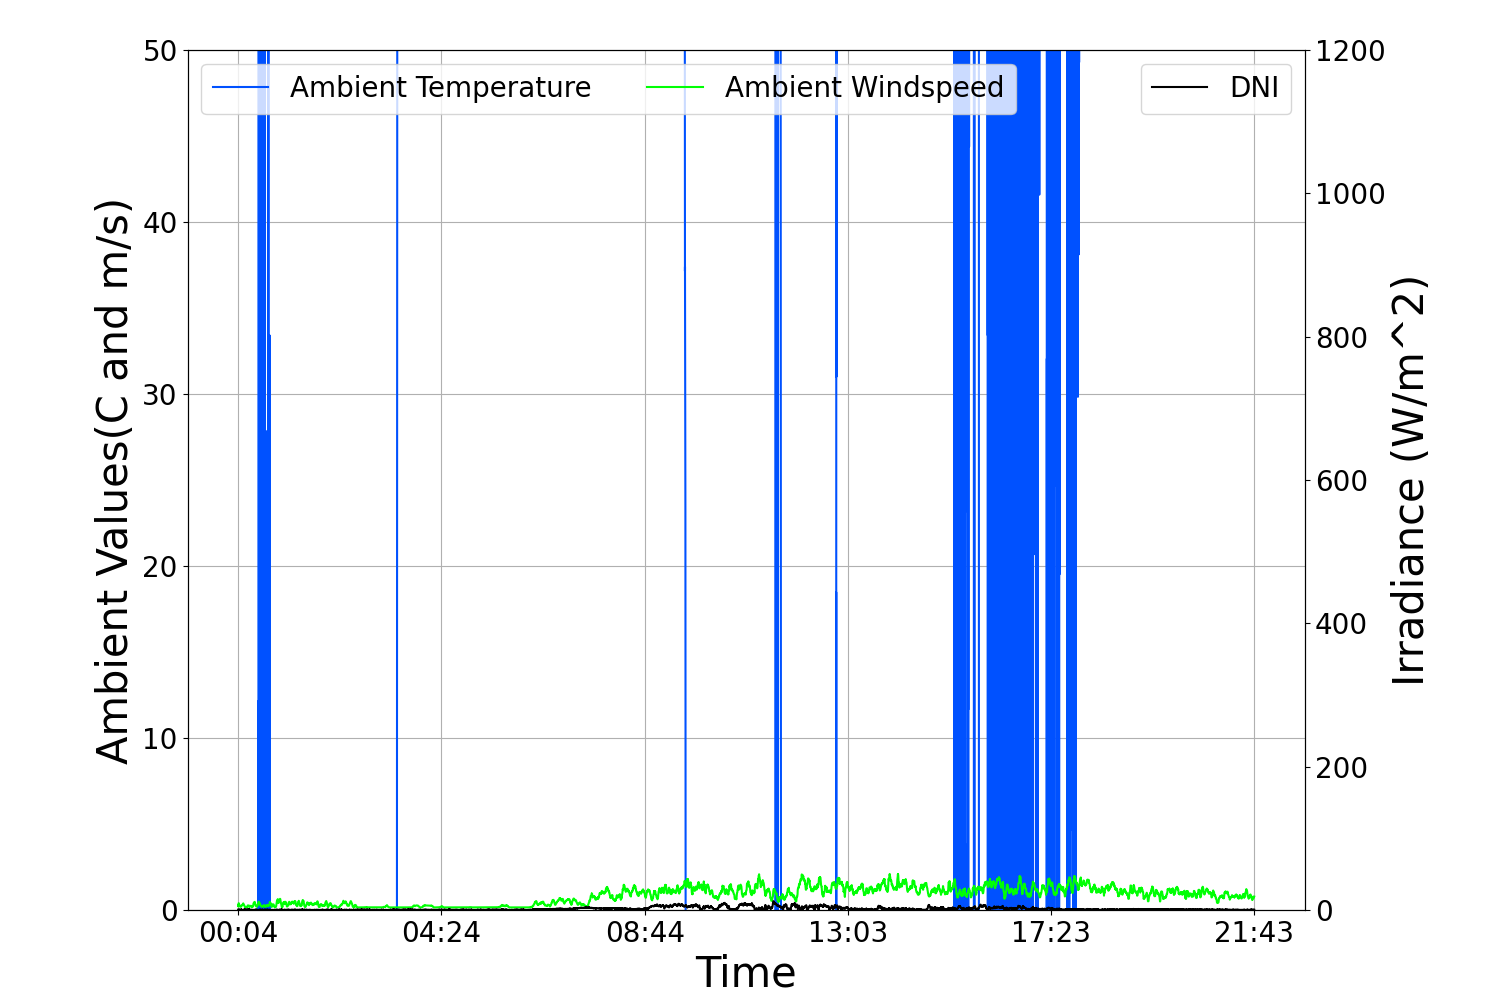 50
40
30
20
10
0
1200
1000
800
600
400
200
0
Ambient Temperature
Ambient Windspeed
DNI
Ambient Values(C and m/s)
Irradiance (W/m^2)
00:04 04:24 08:44 13:03 17:23 21:43
Time